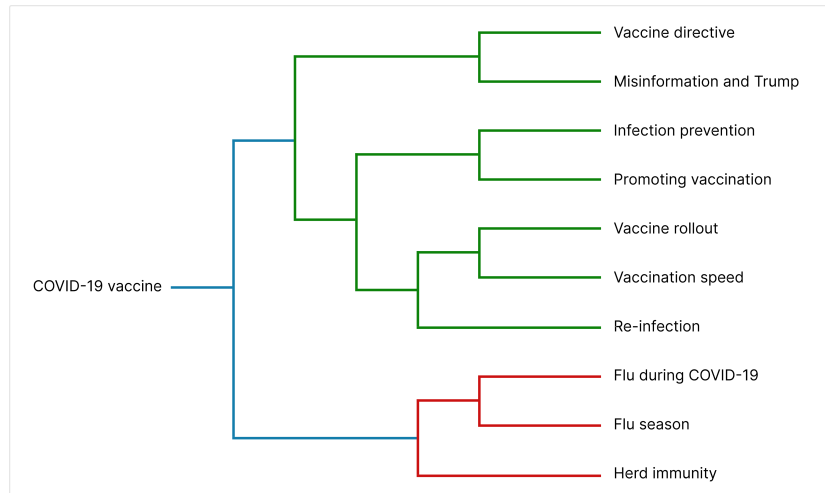 Vaccine directive
Misinformation and Trump
Infection prevention
Promoting vaccination
Vaccine rollout
Vaccination speed
COVID-19 vaccine
Re-infection
Flu during COVID-19
Flu season
Herd immunity